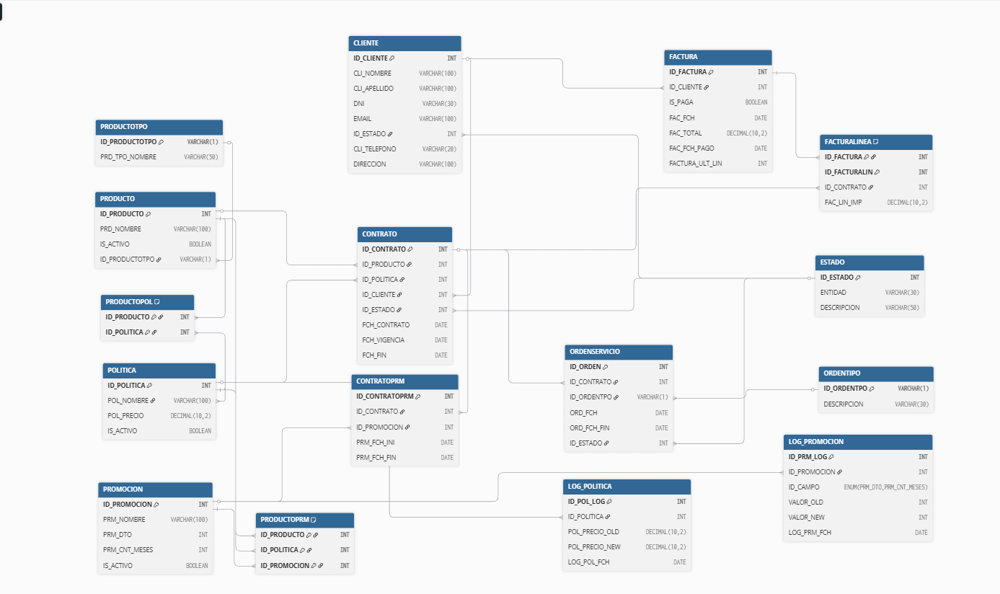 CLIENTE
ID_CLIENTE INT
CLI_NOMBRE VARCHAR(100)
CLI_APELLIDO VARCHAR(100)
DNI VARCHAR(30)
EMAIL VARCHAR(100)
ID_ESTADO INT
CLI_TELEFONO VARCHAR(20)
DIRECCION VARCHAR(100)
FACTURA
ID_FACTURA INT
ID_CLIENTE INT
IS_PAGA BOOLEAN
FAC_FCH DATE
FAC_TOTAL DECIMAL(10,2)
FAC_FCH_PAGO DATE
FACTURA_ULT_LIN INT
PRODUCTOTPO
ID_PRODUCTOTPO VARCHAR(1)
PRD_TPO_NOMBRE VARCHAR(50)
FACTURALINEA
ID_FACTURA INT
ID_FACTURALIN INT
ID_CONTRATO INT
FAC_LIN_IMP DECIMAL(10,2)
PRODUCTO
ID_PRODUCTO INT
PRD_NOMBRE VARCHAR(100)
IS_ACTIVO BOOLEAN
ID_PRODUCTOTPO VARCHAR(1)
CONTRATO
ID_CONTRATO INT
ID_PRODUCTO INT
ID_POLITICA INT
ID_CLIENTE INT
ID_ESTADO INT
FCH_CONTRATO DATE
FCH_VIGENCIA DATE
FCH_FIN DATE
ESTADO
ID_ESTADO INT
ENTIDAD VARCHAR(30)
DESCRIPCION VARCHAR(50)
PRODUCTOPOL
ID_PRODUCTO INT
ID_POLITICA INT
ORDENSERVICIO
ID_ORDEN INT
ID_CONTRATO INT
ID_ORDENTPO VARCHAR(1)
ORD_FCH DATE
ORD_FCH_FIN DATE
ID_ESTADO INT
POLITICA
ID_POLITICA INT
POL_NOMBRE VARCHAR(100)
POL_PRECIO DECIMAL(10,2)
IS_ACTIVO BOOLEAN
CONTRATOPRM
ID_CONTRATOPRM INT
ID_CONTRATO INT
ID_PROMOCION INT
PRM_FCH_INI DATE
PRM_FCH_FIN DATE
ORDENTIPO
ID_ORDENTPO VARCHAR(1)
DESCRIPCION VARCHAR(30)
LOG_PROMOCION
ID_PRM_LOG INT
ID_PROMOCION INT
ID_CAMPO ENUM(PRM_DTO,PRM_CNT_MESES)
VALOR_OLD INT
VALOR_NEW INT
LOG_PRM_FCH DATE
LOG_POLITICA
ID_POL_LOG INT
ID_POLITICA INT
POL_PRECIO_OLD DECIMAL(10,2)
POL_PRECIO_NEW DECIMAL(10,2)
LOG_POL_FCH DATE
PROMOCION
ID_PROMOCION INT
PRM_NOMBRE VARCHAR(100)
PRM_DTO INT
PRM_CNT_MESES INT
IS_ACTIVO BOOLEAN
PRODUCTOPRM
ID_PRODUCTO INT
ID_POLITICA INT
ID_PROMOCION INT